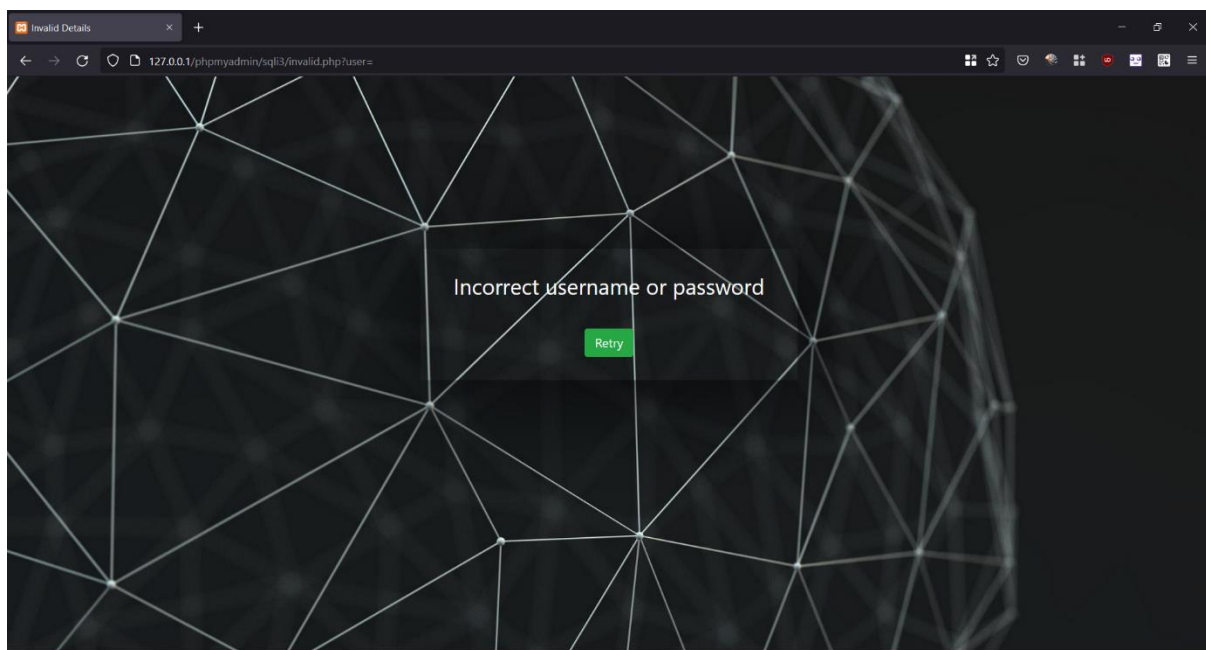 Invalid Details
127.0.0.1/phpmyadmin/sqli3/invalid.php?user=
Incorrect username or password
Retry